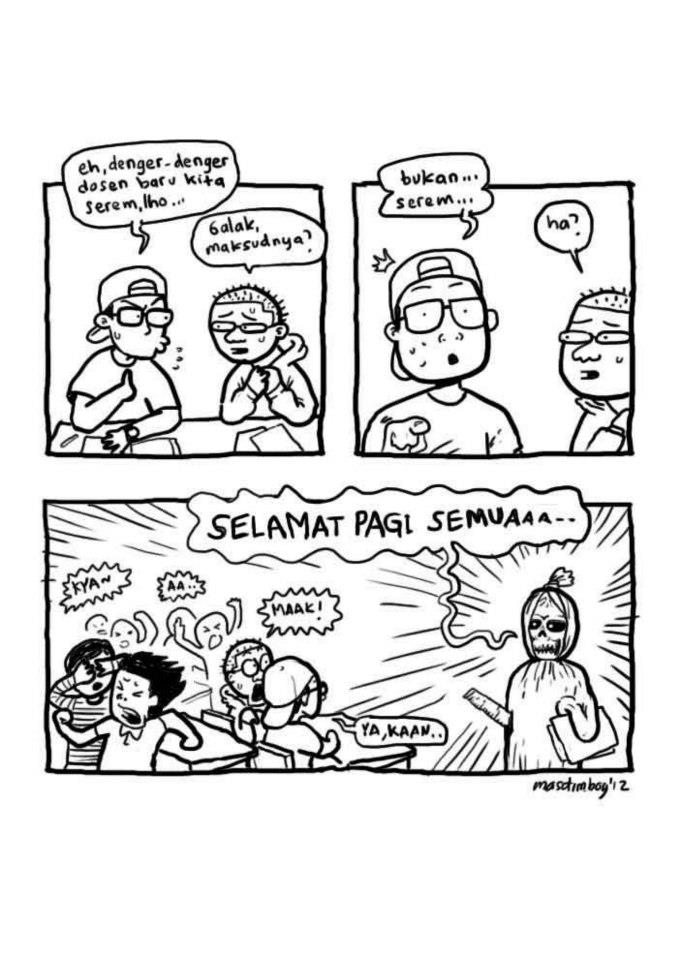 eh, denger-denger
dosen baru kita
serem, lho...
Galak,
maksudnya?
bukan...
serem...
ha?
SELAMAT PAGI SEMUAAA--
KYAA~
AA...
MAAK!
YA, KAAN..
masdimboy'12